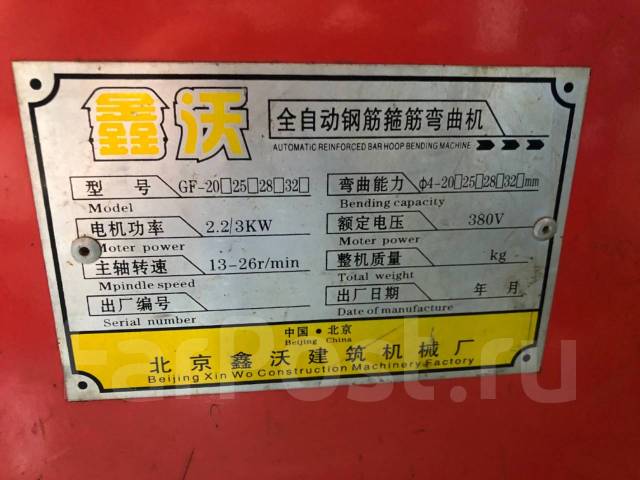 鑫沃
全自动钢筋箍筋弯曲机
AUTOMATIC REINFORCED BAR HOOP BENDING MACHINE
型号 GF-20□25□28□32□
Model
弯曲能力 ф4-20□25□28□32□mm
Bending capacity
电机功率 2.2/3KW
Moter power
额定电压 380V
Moter power
主轴转速 13-26r/min
Mpindle speed
整机质量 kg
Total weight
出厂编号
Serial number
出厂日期 年 月
Date of manufacture
中国·北京
Beijing China
北京鑫沃建筑机械厂
Beijing Xin Wo Construction Machinery Factory